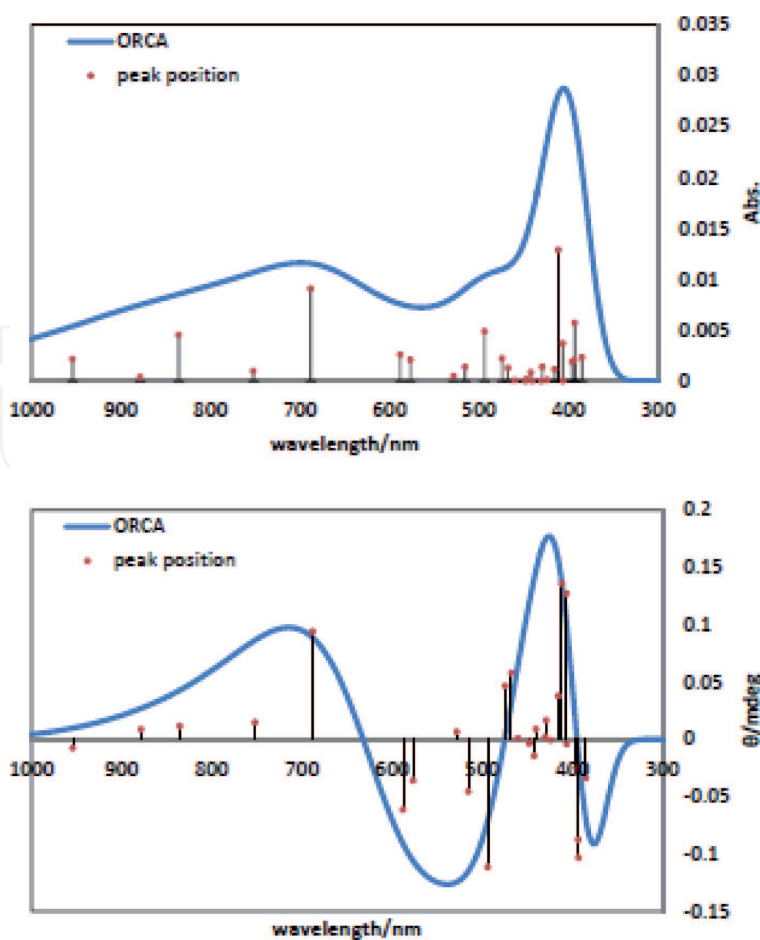 ORCA
peak position
0.035
0.03
0.025
0.02
0.015
0.01
0.005
0
Abs.
1000 900 800 700 600 500 400 300
wavelength/nm
ORCA
peak position
0.2
0.15
0.1
0.05
0
-0.05
-0.1
-0.15
θ/mdeg
1000 900 800 700 600 500 400 300
wavelength/nm